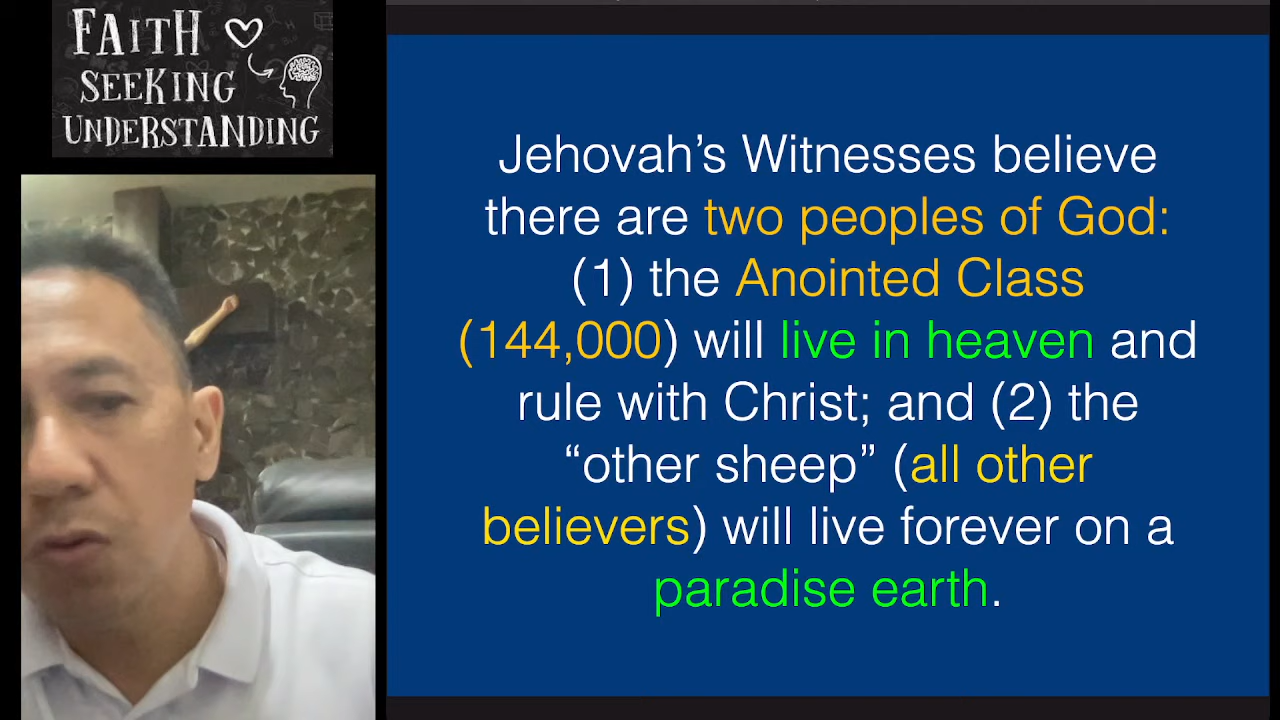 FAITH
SEEKING
UNDERSTANDING
Jehovah’s Witnesses believe
there are two peoples of God:
(1) the Anointed Class
(144,000) will live in heaven and
rule with Christ; and (2) the
“other sheep” (all other
believers) will live forever on a
paradise earth.